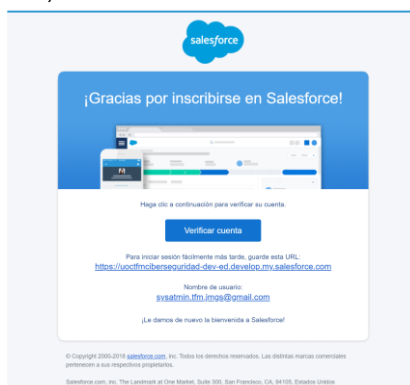 salesforce
¡Gracias por inscribirse en Salesforce!
Haga clic a continuación para verificar su cuenta.
Verificar cuenta
Para iniciar sesión fácilmente más tarde, guarde esta URL:
https://uoctfmciberseguridad-dev-ed.develop.my.salesforce.com
Nombre de usuario:
sysatmin.tfm.jmgs@gmail.com
¡Le damos de nuevo la bienvenida a Salesforce!
© Copyright 2000-2018 salesforce.com, inc. Todos los derechos reservados. Las distintas marcas comerciales
pertenecen a sus respectivos propietarios.
Salesforce.com, inc. The Landmark at One Market, Suite 300, San Francisco, CA, 94105, Estados Unidos